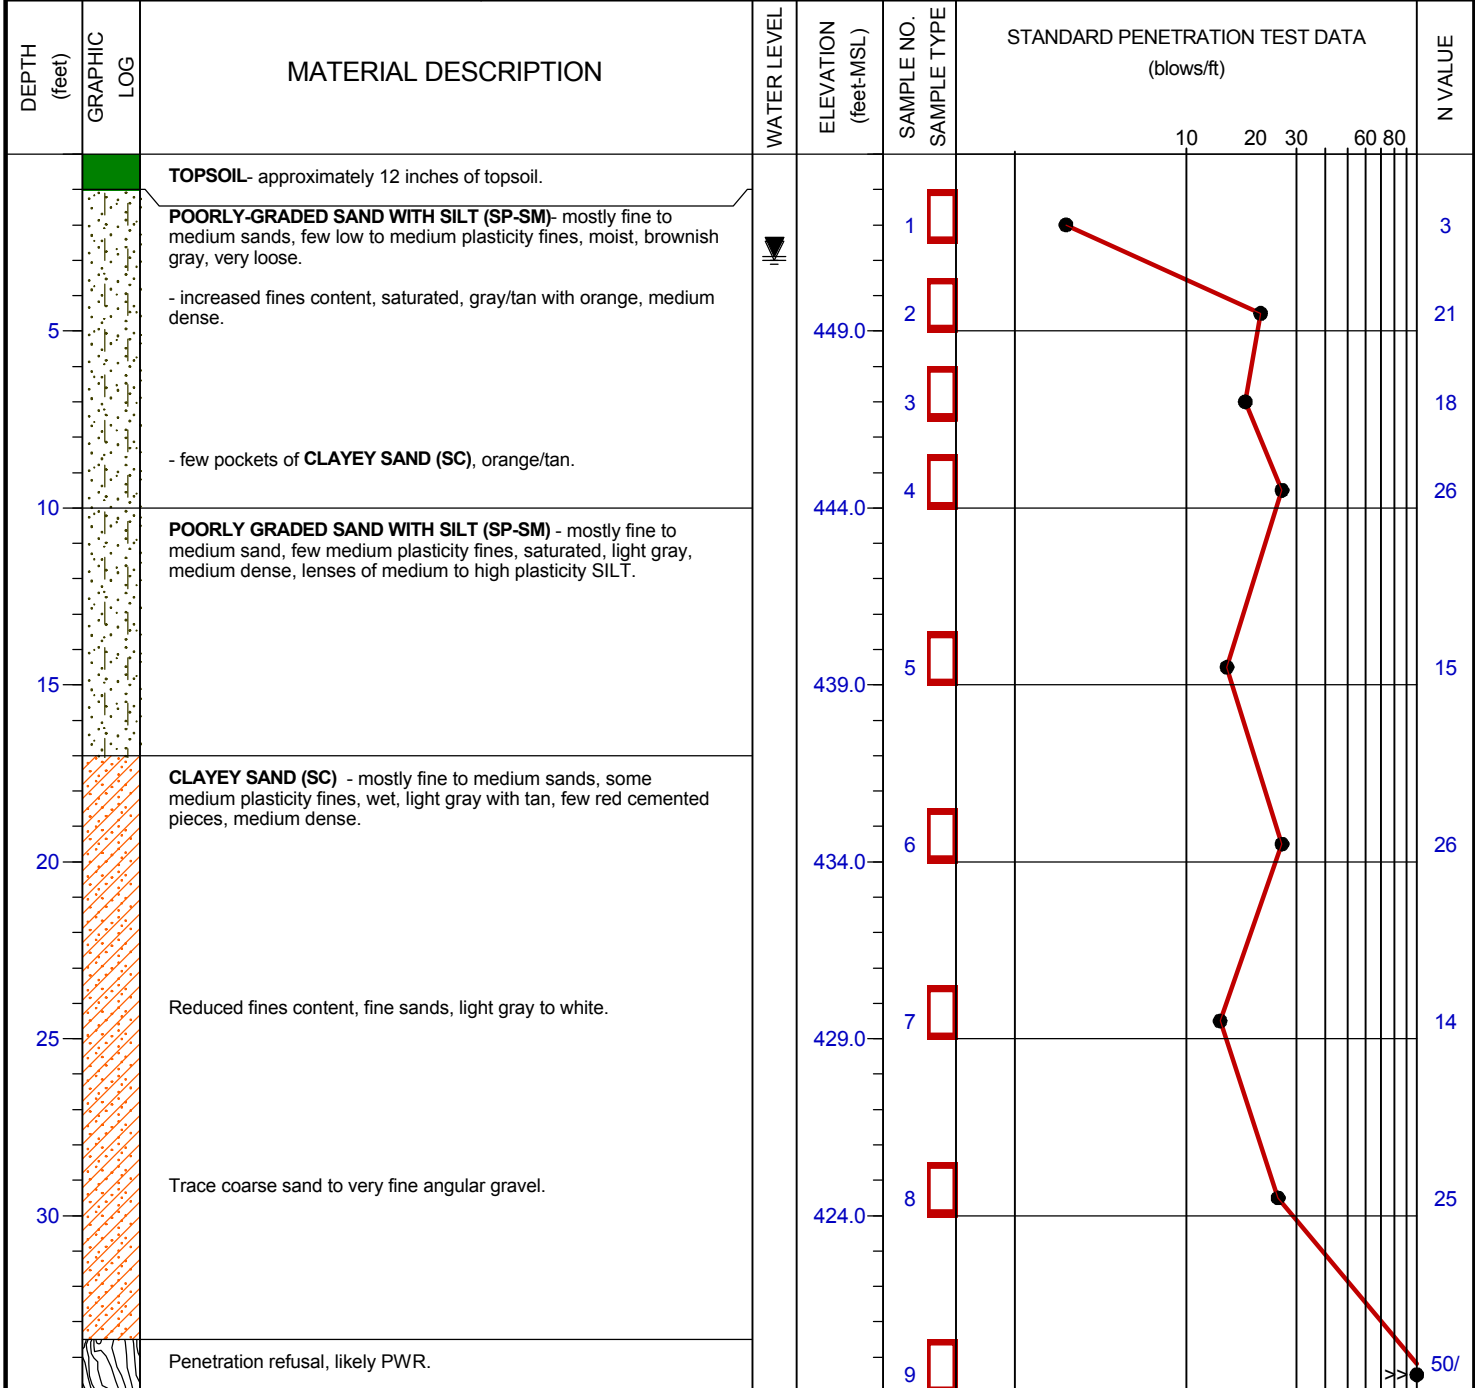 DEPTH
(feet)
GRAPHIC
LOG
MATERIAL DESCRIPTION
WATER LEVEL
ELEVATION
(feet-MSL)
SAMPLE NO.
SAMPLE TYPE
STANDARD PENETRATION TEST DATA
(blows/ft)
N VALUE
10 20 30 60 80
TOPSOIL- approximately 12 inches of topsoil.
POORLY-GRADED SAND WITH SILT (SP-SM)- mostly fine to
medium sands, few low to medium plasticity fines, moist, brownish
gray, very loose.
1 3
- increased fines content, saturated, gray/tan with orange, medium
dense.
2 21
5 449.0
3 18
- few pockets of CLAYEY SAND (SC), orange/tan.
4 26
10 444.0
POORLY GRADED SAND WITH SILT (SP-SM) - mostly fine to
medium sand, few medium plasticity fines, saturated, light gray,
medium dense, lenses of medium to high plasticity SILT.
5 15
15 439.0
CLAYEY SAND (SC) - mostly fine to medium sands, some
medium plasticity fines, wet, light gray with tan, few red cemented
pieces, medium dense.
6 26
20 434.0
Reduced fines content, fine sands, light gray to white.
7 14
25 429.0
Trace coarse sand to very fine angular gravel.
8 25
30 424.0
Penetration refusal, likely PWR.
9 >> 50/